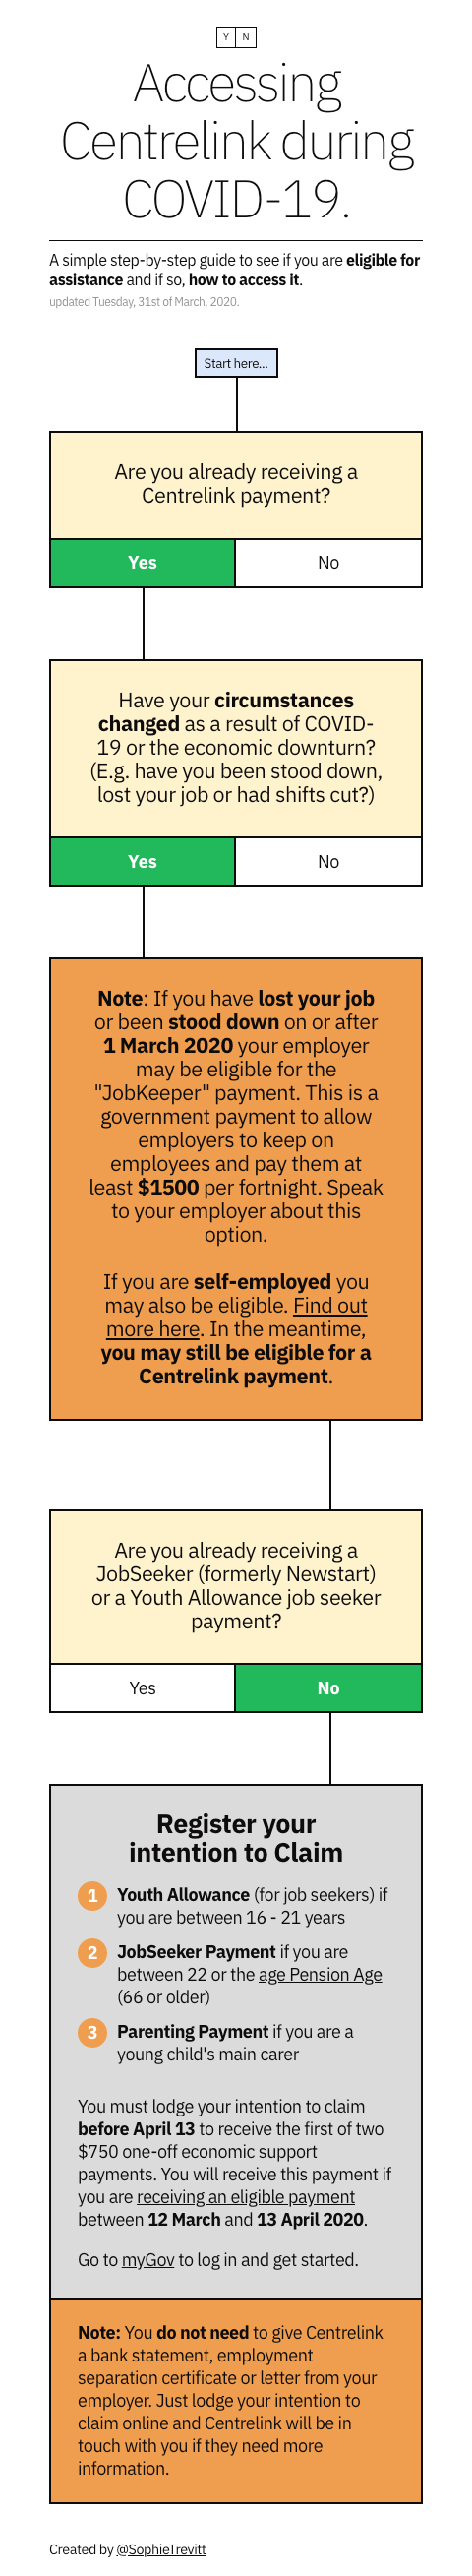 Y N
Accessing
Centrelink during
COVID-19.
A simple step-by-step guide to see if you are eligible for
assistance and if so, how to access it.
updated Tuesday, 31st of March, 2020.
Start here...
Are you already receiving a
Centrelink payment?
Yes No
Have your circumstances
changed as a result of COVID-
19 or the economic downturn?
(E.g. have you been stood down,
lost your job or had shifts cut?)
Yes No
Note: If you have lost your job
or been stood down on or after
1 March 2020 your employer
may be eligible for the
"JobKeeper" payment. This is a
government payment to allow
employers to keep on
employees and pay them at
least $1500 per fortnight. Speak
to your employer about this
option.
If you are self-employed you
may also be eligible. Find out
more here. In the meantime,
you may still be eligible for a
Centrelink payment.
Are you already receiving a
JobSeeker (formerly Newstart)
or a Youth Allowance job seeker
payment?
Yes No
Register your
intention to Claim
1 Youth Allowance (for job seekers) if
you are between 16 - 21 years
2 JobSeeker Payment if you are
between 22 or the age Pension Age
(66 or older)
3 Parenting Payment if you are a
young child's main carer
You must lodge your intention to claim
before April 13 to receive the first of two
$750 one-off economic support
payments. You will receive this payment if
you are receiving an eligible payment
between 12 March and 13 April 2020.
Go to myGov to log in and get started.
Note: You do not need to give Centrelink
a bank statement, employment
separation certificate or letter from your
employer. Just lodge your intention to
claim online and Centrelink will be in
touch with you if they need more
information.
Created by @SophieTrevitt